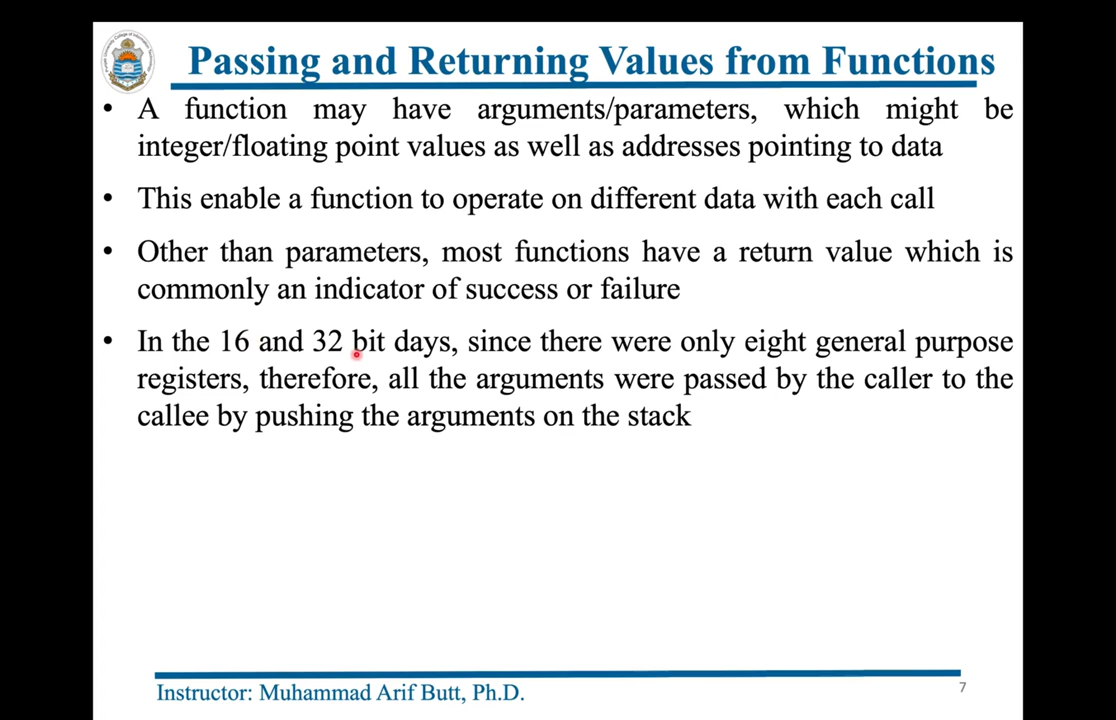 Passing and Returning Values from Functions
• A function may have arguments/parameters, which might be
integer/floating point values as well as addresses pointing to data
• This enable a function to operate on different data with each call
• Other than parameters, most functions have a return value which is
commonly an indicator of success or failure
• In the 16 and 32 bit days, since there were only eight general purpose
registers, therefore, all the arguments were passed by the caller to the
callee by pushing the arguments on the stack
Instructor: Muhammad Arif Butt, Ph.D.
7